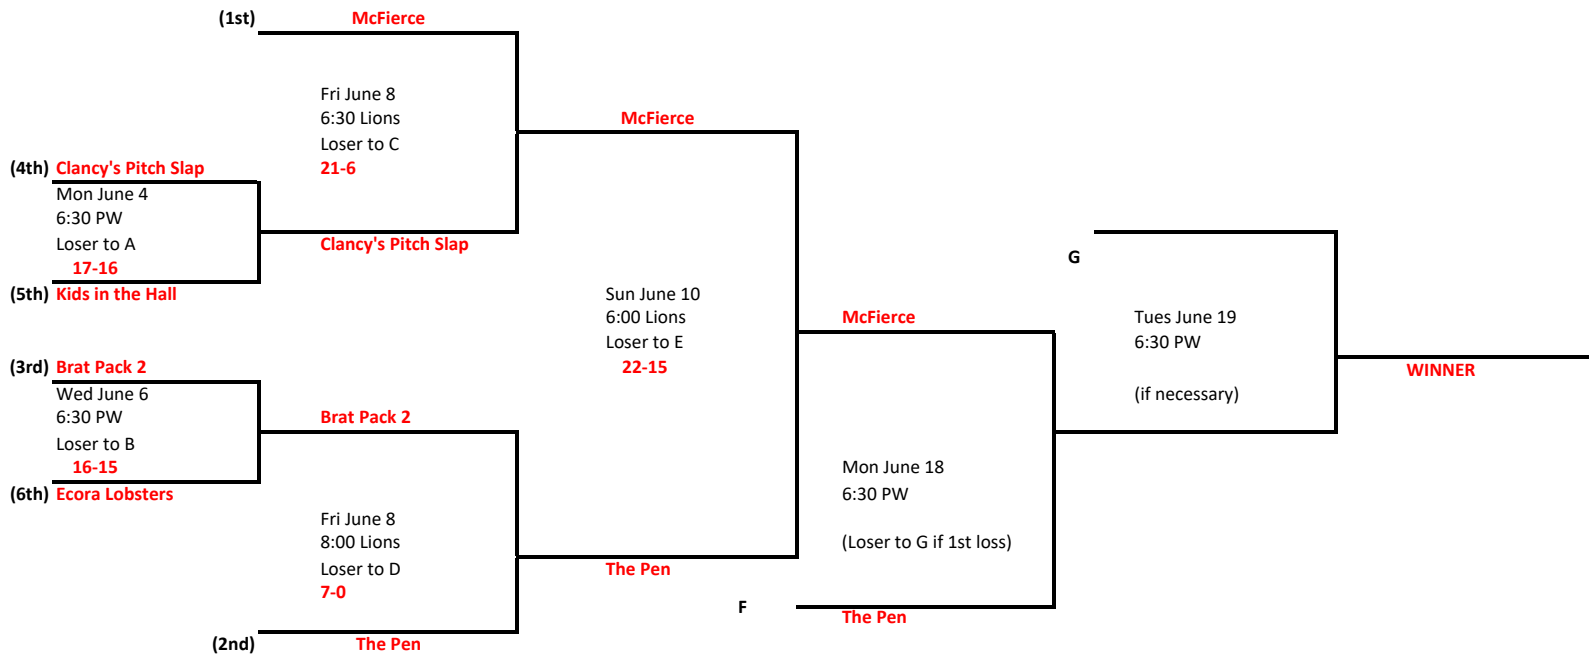 (1st) McFierce
Fri June 8
6:30 Lions
Loser to C
21-6
McFierce
(4th) Clancy's Pitch Slap
Mon June 4
6:30 PW
Loser to A
17-16
(5th) Kids in the Hall
Clancy's Pitch Slap
Sun June 10
6:00 Lions
Loser to E
22-15
McFierce
G
Tues June 19
6:30 PW
(if necessary)
WINNER
(3rd) Brat Pack 2
Wed June 6
6:30 PW
Loser to B
16-15
(6th) Ecora Lobsters
Brat Pack 2
Fri June 8
8:00 Lions
Loser to D
7-0
(2nd) The Pen
The Pen
Mon June 18
6:30 PW
(Loser to G if 1st loss)
F
The Pen